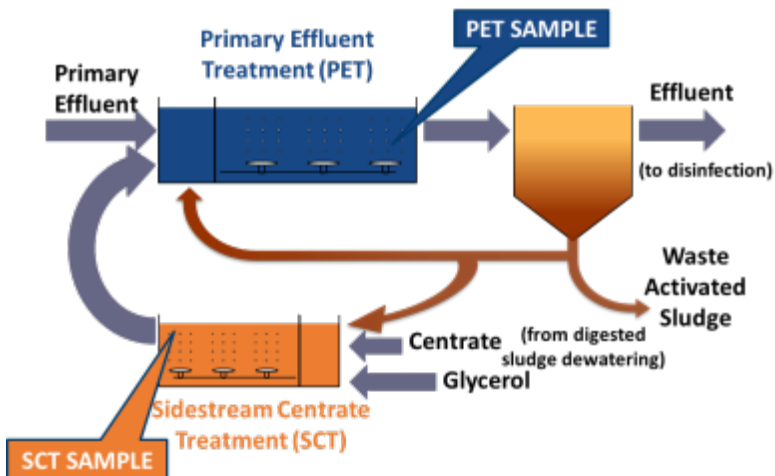 Primary Effluent
Treatment (PET)
PET SAMPLE
Primary
Effluent
Effluent
(to disinfection)
Waste
Activated
Sludge
Centrate
(from digested
sludge dewatering)
Glycerol
Sidestream Centrate
Treatment (SCT)
SCT SAMPLE